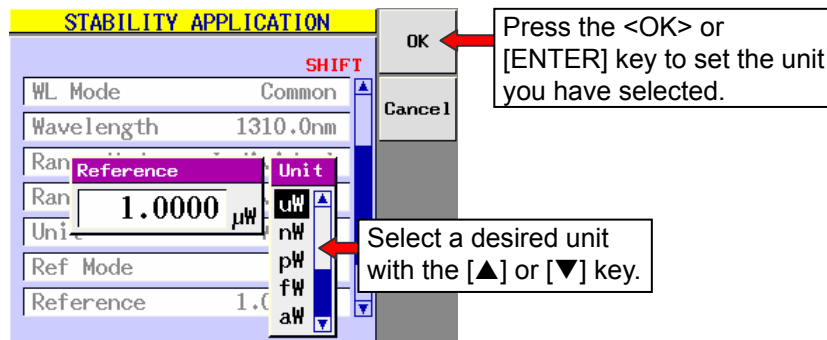 STABILITY APPLICATION
SHIFT
WL Mode Common
Wavelength 1310.0nm
Reference
1.0000 µW
Unit
uW
nW
pW
fW
aW
Ref Mode
Reference
OK
Cancel
Press the <OK> or
[ENTER] key to set the unit
you have selected.
Select a desired unit
with the [▲] or [▼] key.